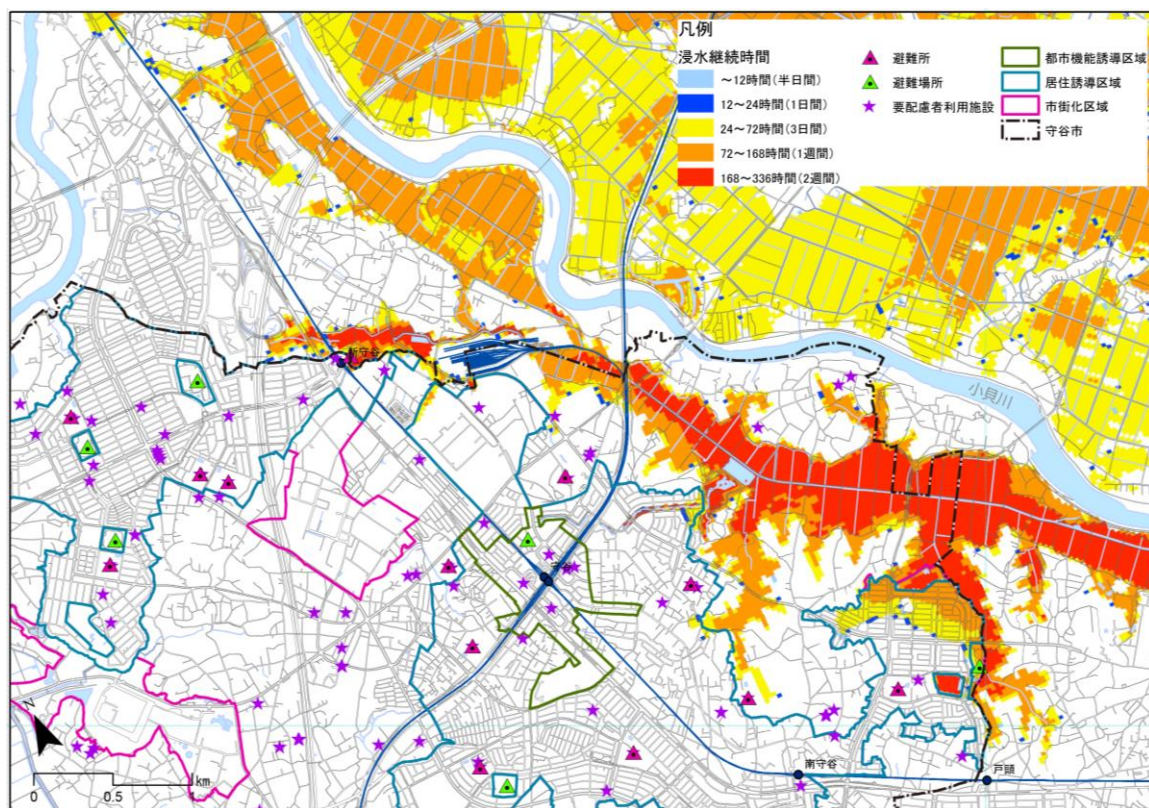 凡例
浸水継続時間
～12時間(半日間)
12～24時間(1日間)
24～72時間(3日間)
72～168時間(1週間)
168～336時間(2週間)
避難所
避難場所
要配慮者利用施設
都市機能誘導区域
居住誘導区域
市街化区域
守谷市
新守谷
小貝川
守谷
南守谷
戸頭
N
0
0.5
1
km